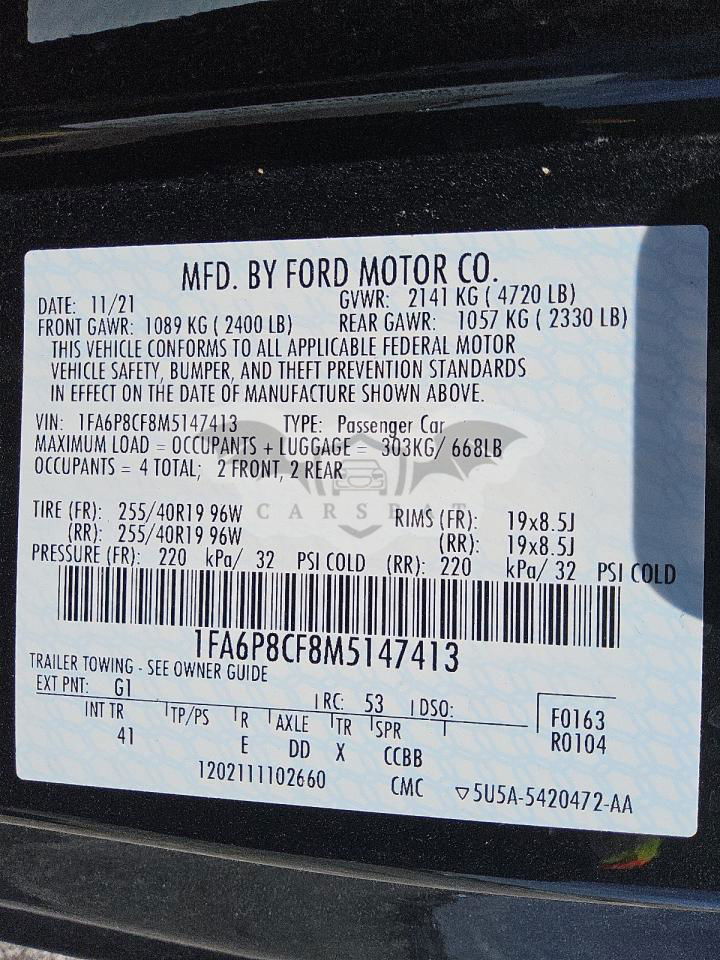 MFD. BY FORD MOTOR CO.
DATE: 11/21 GVWR: 2141 KG ( 4720 LB)
FRONT GAWR: 1089 KG ( 2400 LB) REAR GAWR: 1057 KG ( 2330 LB)
THIS VEHICLE CONFORMS TO ALL APPLICABLE FEDERAL MOTOR
VEHICLE SAFETY, BUMPER, AND THEFT PREVENTION STANDARDS
IN EFFECT ON THE DATE OF MANUFACTURE SHOWN ABOVE.
VIN: 1FA6P8CF8M5147413 TYPE: Passenger Car
MAXIMUM LOAD = OCCUPANTS + LUGGAGE = 303KG/ 668LB
OCCUPANTS = 4 TOTAL; 2 FRONT, 2 REAR
CARSEAT
TIRE (FR): 255/40R19 96W RIMS (FR): 19x8.5J
(RR): 255/40R19 96W (RR): 19x8.5J
PRESSURE (FR): 220 kPa/ 32 PSI COLD (RR): 220 kPa/ 32 PSI COLD
1FA6P8CF8M5147413
TRAILER TOWING - SEE OWNER GUIDE
EXT PNT: G1 RC: 53 DSO: F0163
INT TR TP/PS R AXLE TR SPR R0104
41 E DD X CCBB
1202111102660 CMC ▽5U5A-5420472-AA